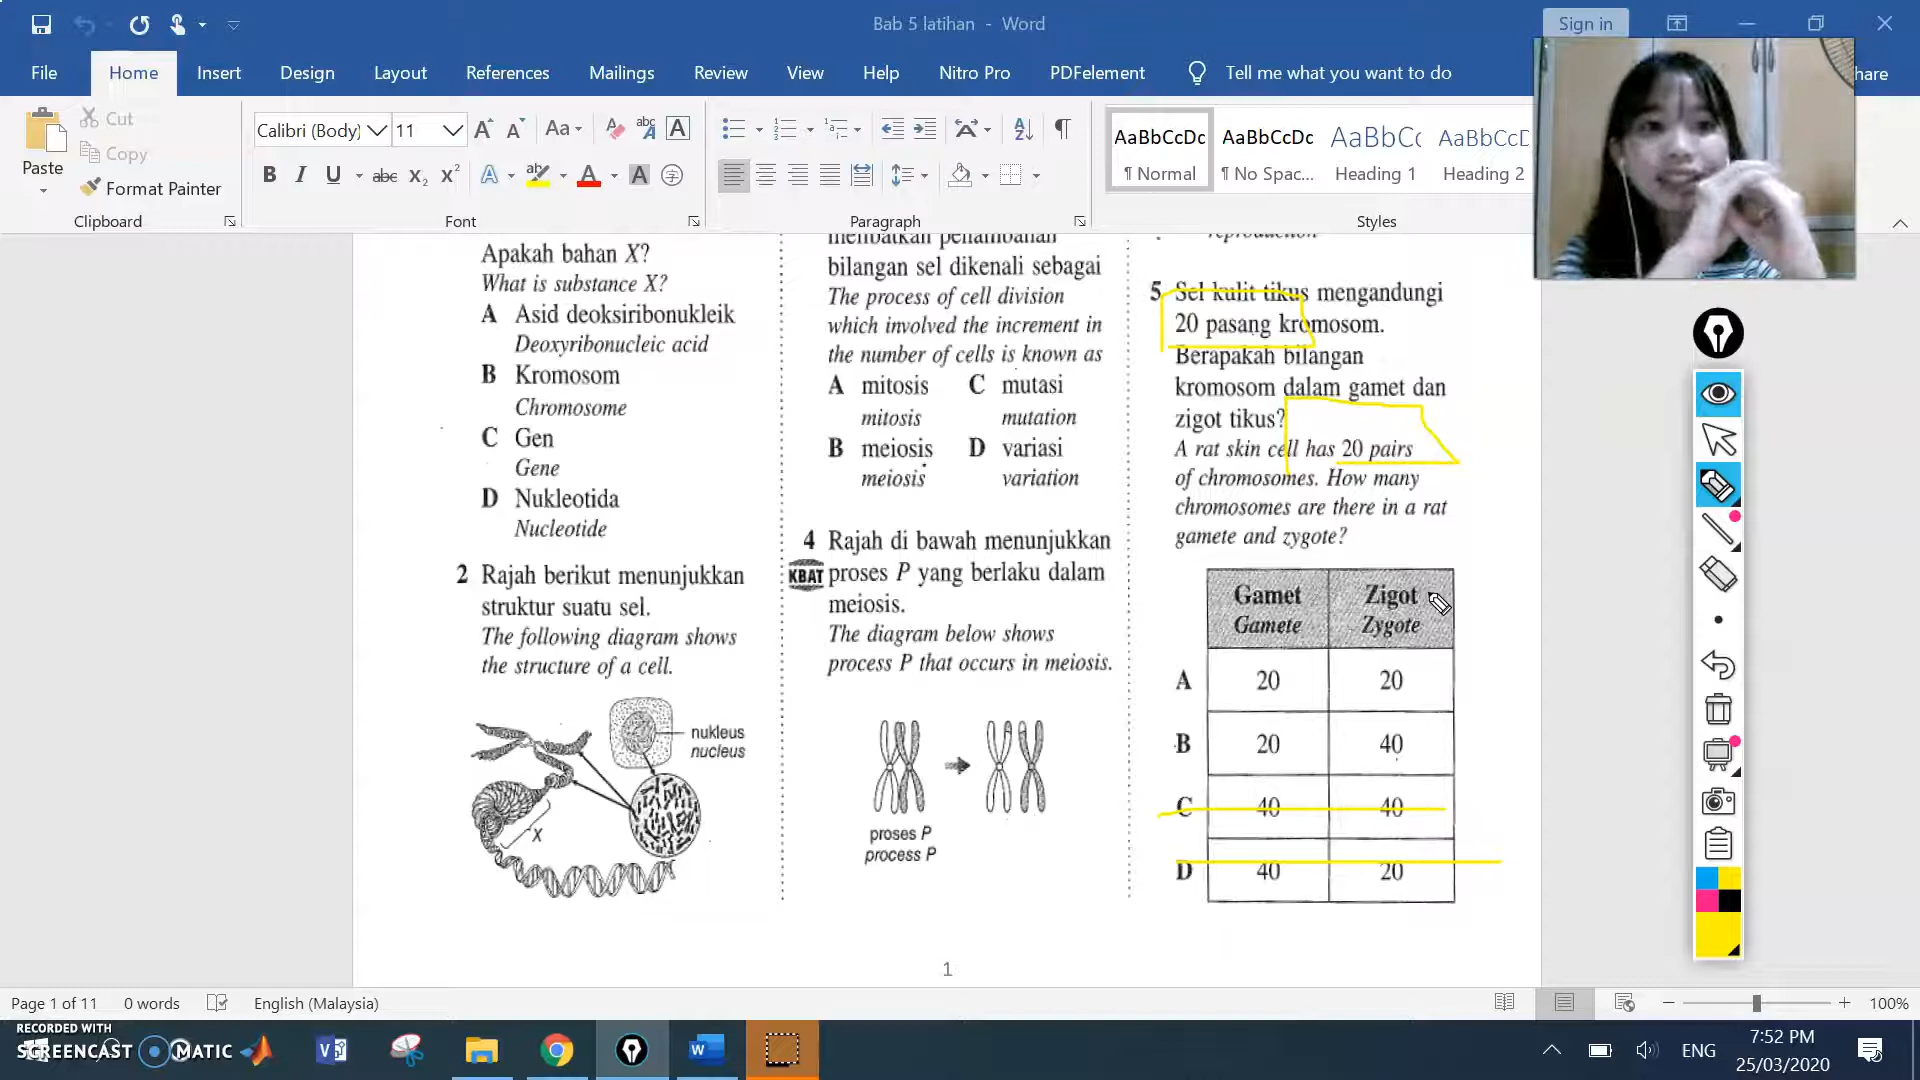 Bab 5 latihan - Word
Sign in
File
Home
Insert
Design
Layout
References
Mailings
Review
View
Help
Nitro Pro
PDFelement
Tell me what you want to do
hare
Paste
Cut
Copy
Format Painter
Clipboard
Calibri (Body)
11
Font
Paragraph
AaBbCcDc
¶ Normal
AaBbCcDc
¶ No Spac...
AaBbCc
Heading 1
AaBbCcD
Heading 2
Styles
Apakah bahan X?
What is substance X?
A Asid deoksiribonukleik
Deoxyribonucleic acid
B Kromosom
Chromosome
C Gen
Gene
D Nukleotida
Nucleotide
2 Rajah berikut menunjukkan
struktur suatu sel.
The following diagram shows
the structure of a cell.
nukleus
nucleus
X
bilangan sel dikenali sebagai
The process of cell division
which involved the increment in
the number of cells is known as
A mitosis C mutasi
mitosis mutation
B meiosis D variasi
meiosis variation
4 Rajah di bawah menunjukkan
KBAT proses P yang berlaku dalam
meiosis.
The diagram below shows
process P that occurs in meiosis.
proses P
process P
reproduction
5 Sel kulit tikus mengandungi
20 pasang kromosom.
Berapakah bilangan
kromosom dalam gamet dan
zigot tikus?
A rat skin cell has 20 pairs
of chromosomes. How many
chromosomes are there in a rat
gamete and zygote?
Gamet Zigot
Gamete Zygote
A 20 20
B 20 40
C 40 40
D 40 20
1
Page 1 of 11
0 words
English (Malaysia)
100%
RECORDED WITH
SCREENCAST MATIC
ENG
7:52 PM
25/03/2020